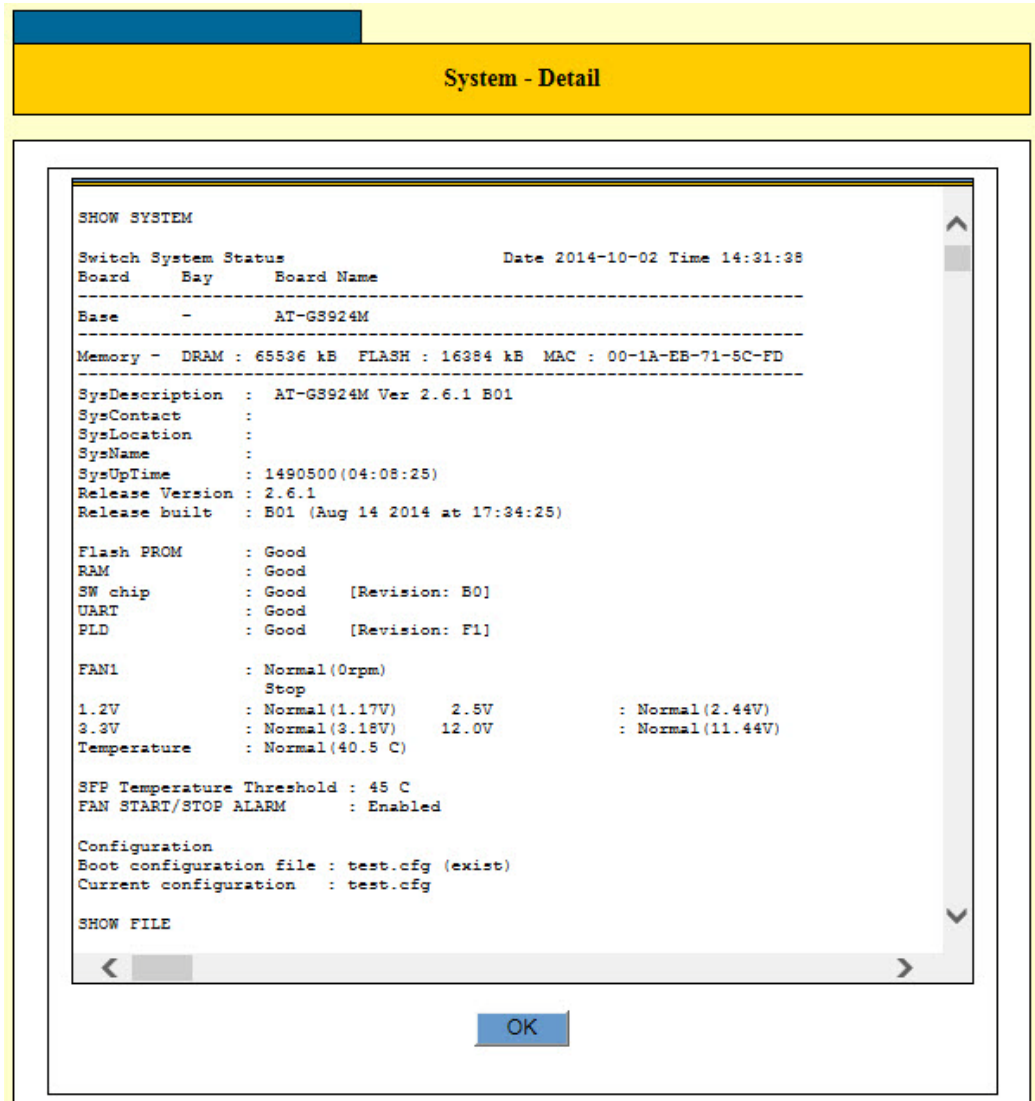 System - Detail
SHOW SYSTEM
Switch System Status Date 2014-10-02 Time 14:31:38
Board Bay Board Name
-----------------------------------------------------------------------
Base - AT-GS924M
-----------------------------------------------------------------------
Memory - DRAM : 65536 kB FLASH : 16384 kB MAC : 00-1A-EB-71-5C-FD
-----------------------------------------------------------------------
SysDescription : AT-GS924M Ver 2.6.1 B01
SysContact :
SysLocation :
SysName :
SysUpTime : 1490500(04:08:25)
Release Version : 2.6.1
Release built : B01 (Aug 14 2014 at 17:34:25)
Flash PROM : Good
RAM : Good
SW chip : Good [Revision: B0]
UART : Good
PLD : Good [Revision: F1]
FAN1 : Normal(0rpm)
Stop
1.2V : Normal(1.17V) 2.5V : Normal(2.44V)
3.3V : Normal(3.18V) 12.0V : Normal(11.44V)
Temperature : Normal(40.5 C)
SFP Temperature Threshold : 45 C
FAN START/STOP ALARM : Enabled
Configuration
Boot configuration file : test.cfg (exist)
Current configuration : test.cfg
SHOW FILE
OK